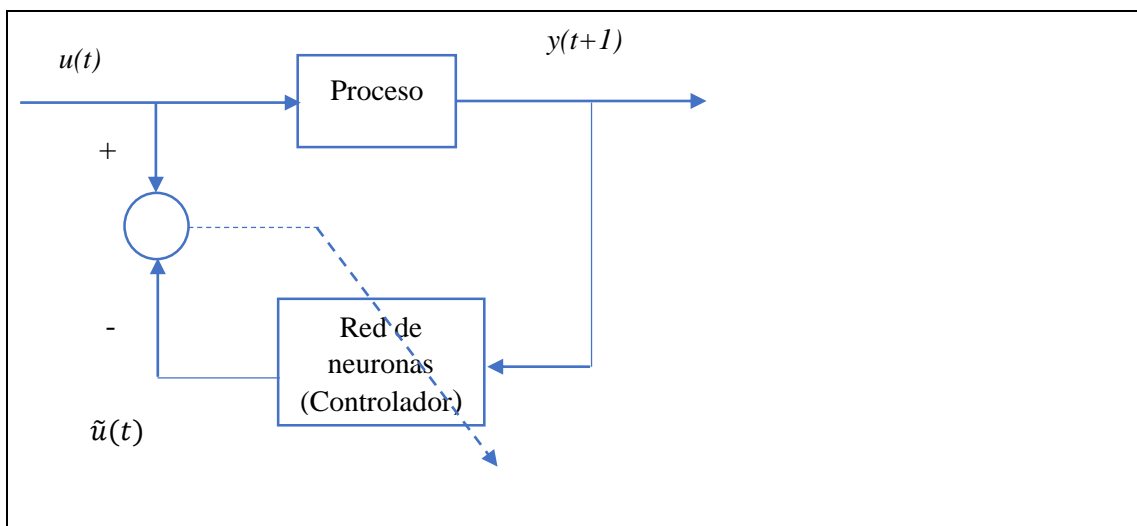 y(t+1)
u(t)
Proceso
+
-
Red de
neuronas
(Controlador)
ũ(t)